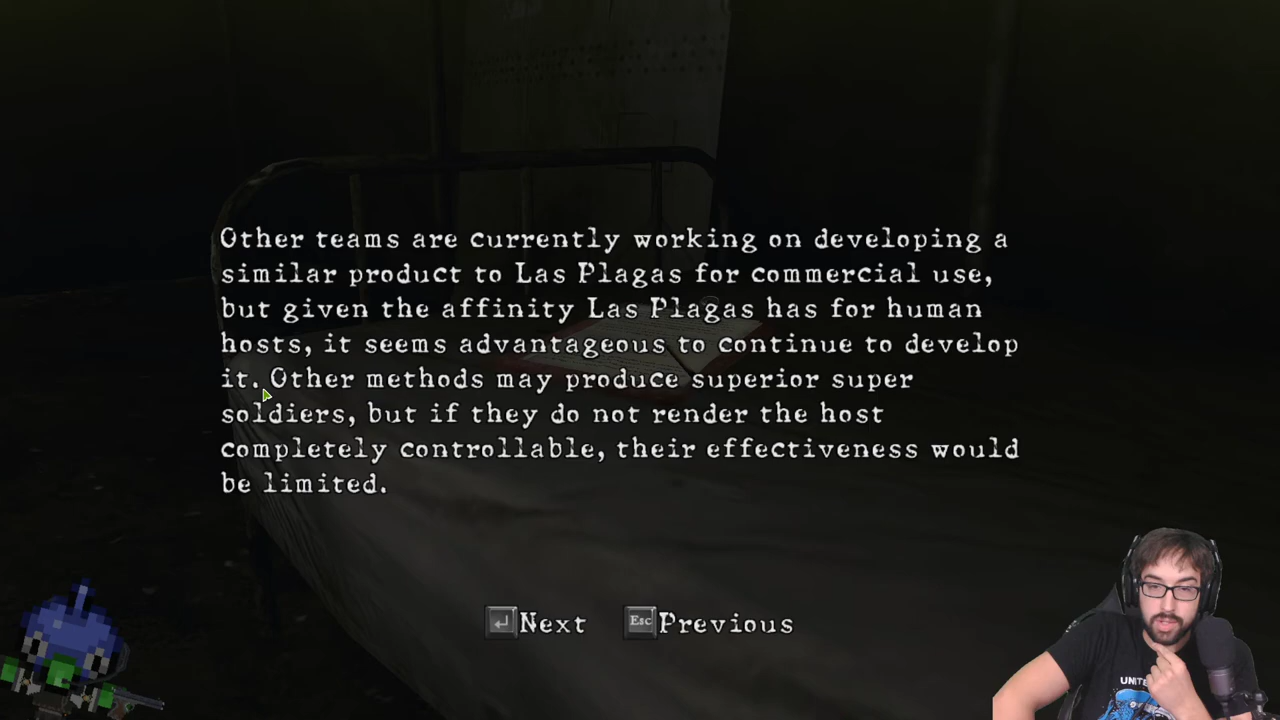 Other teams are currently working on developing a
similar product to Las Plagas for commercial use,
but given the affinity Las Plagas has for human
hosts, it seems advantageous to continue to develop
it. Other methods may produce superior super
soldiers, but if they do not render the host
completely controllable, their effectiveness would
be limited.
Next Esc Previous
UNITE